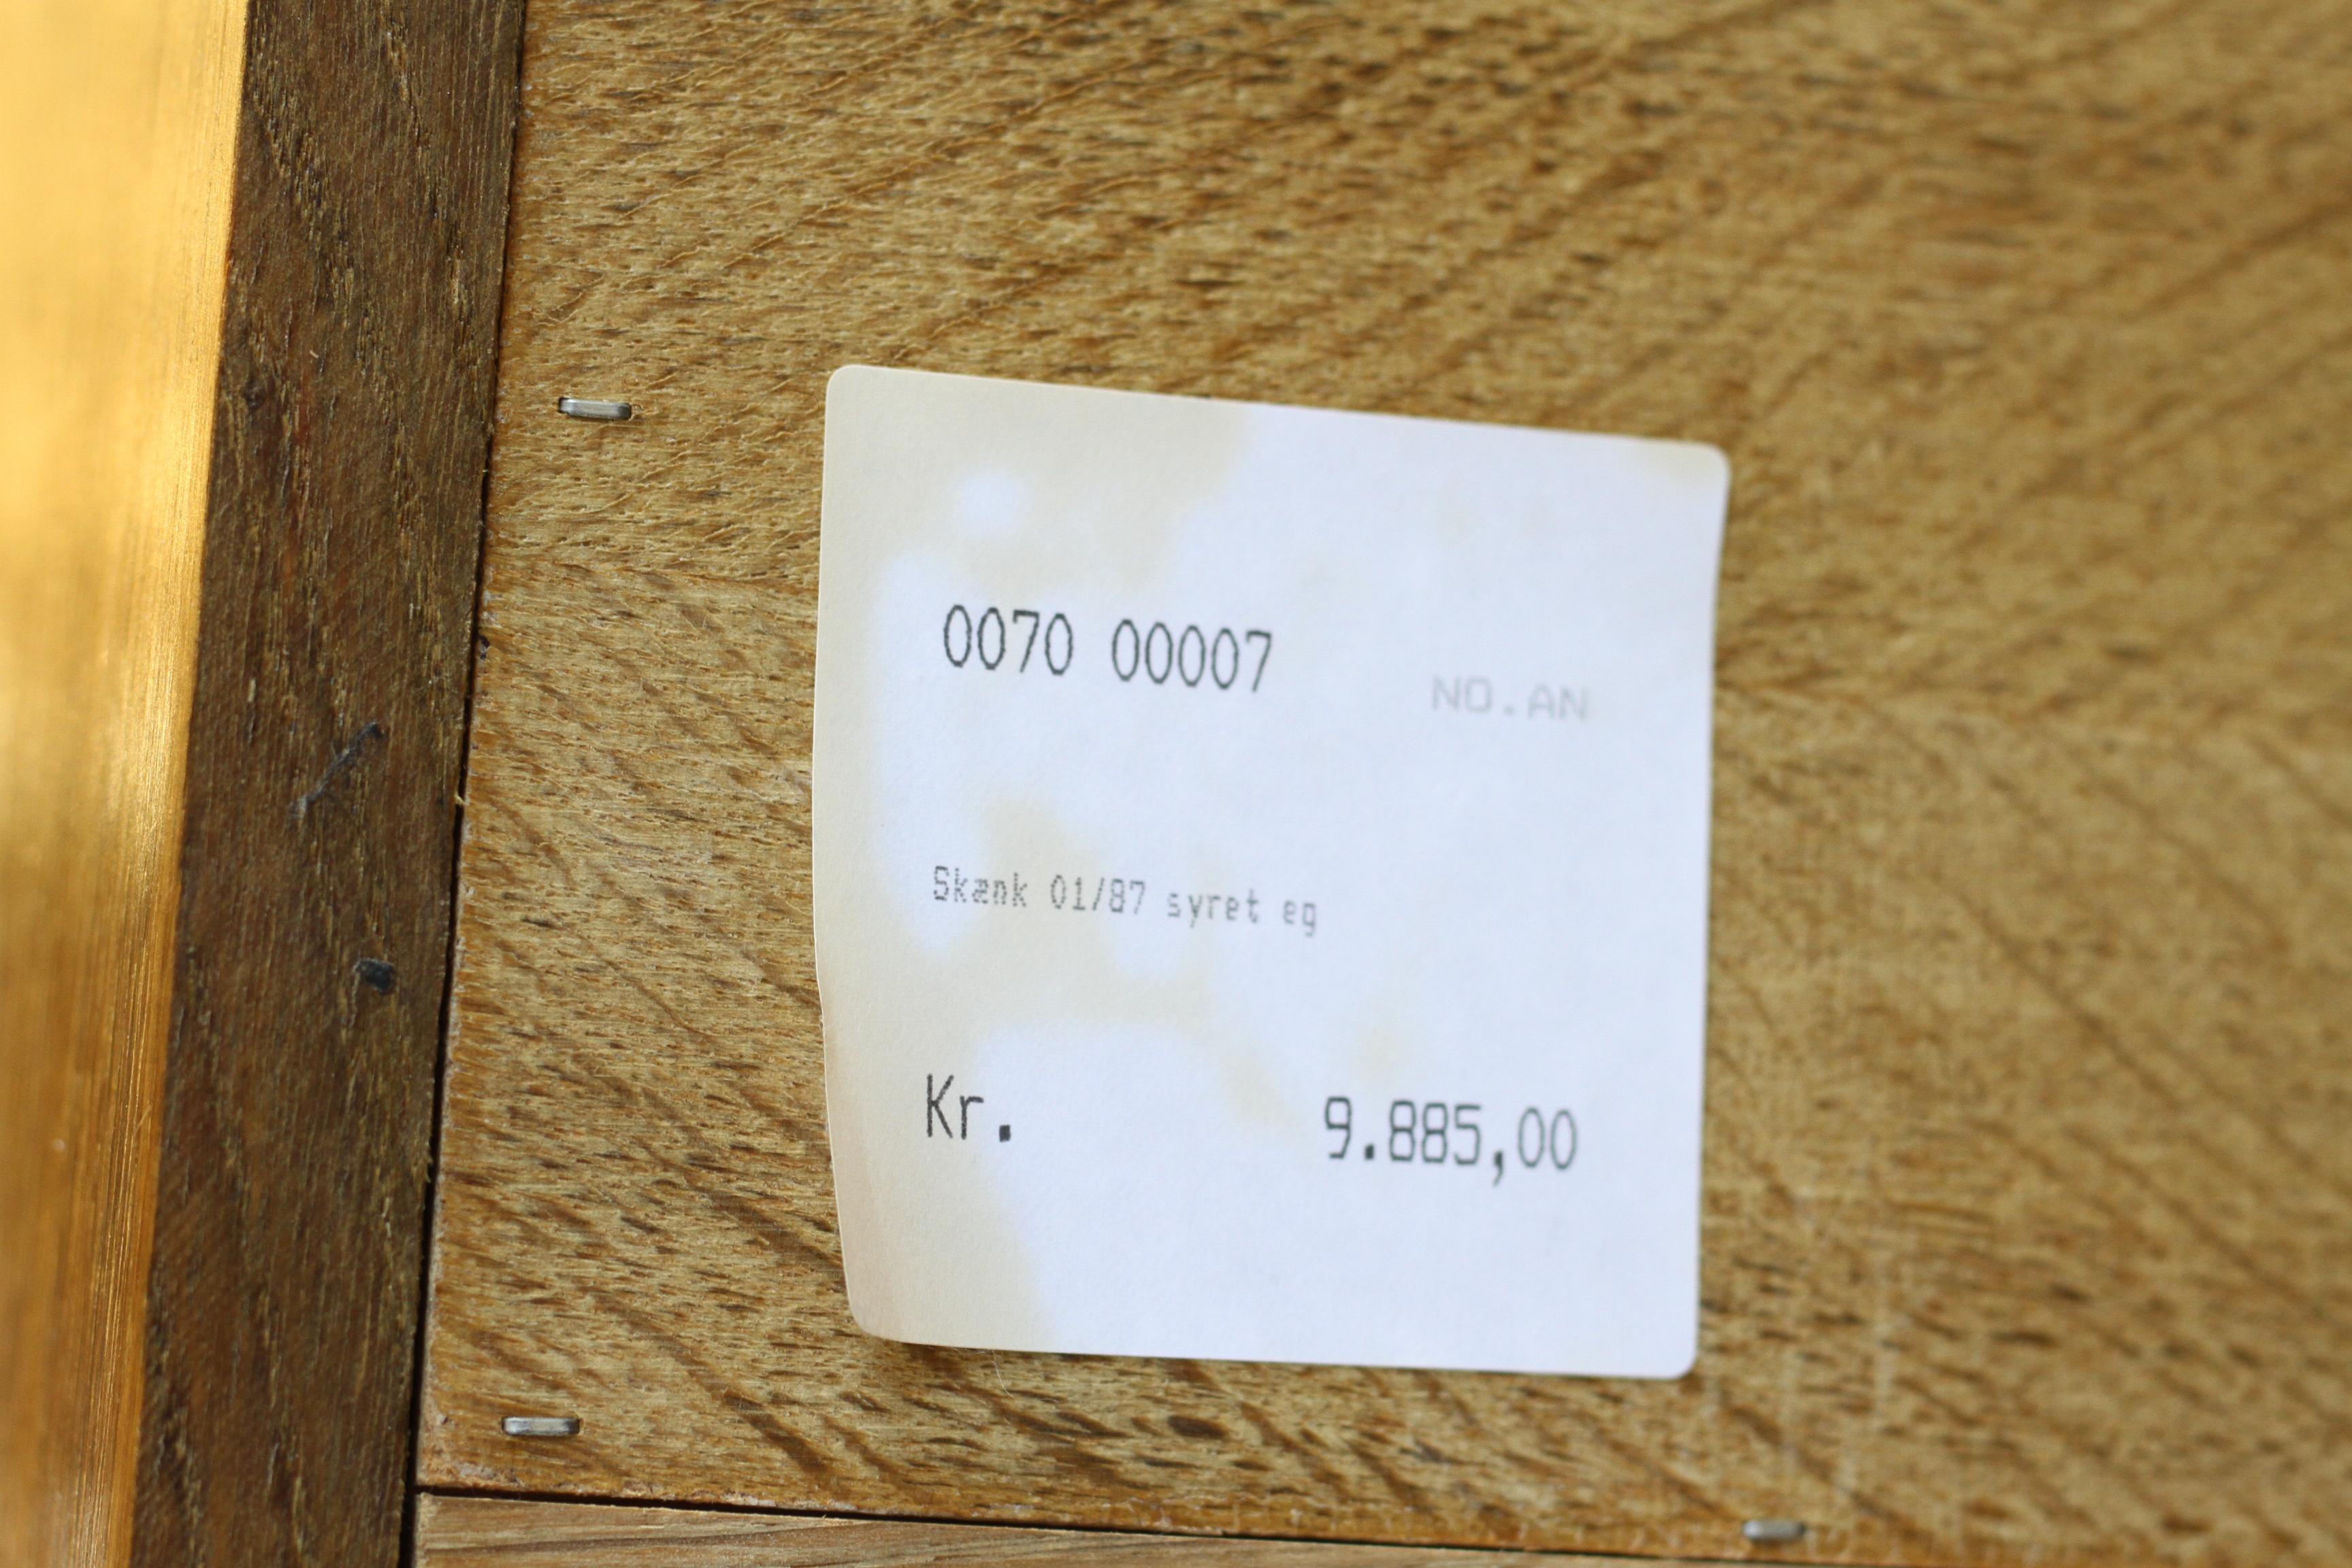 0070 00007 NO.AN
Skænk 01/87 syret eg
Kr. 9.885,00